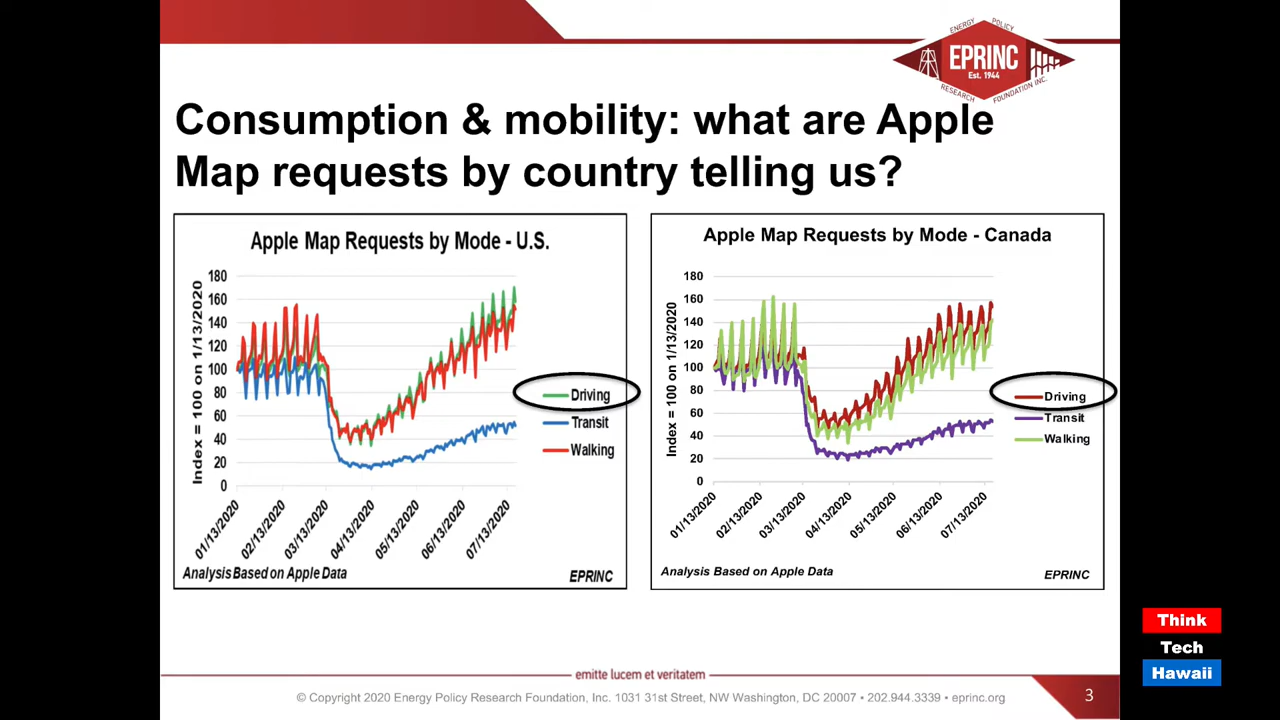 ENERGY POLICY
EPRINC
Est. 1944
RESEARCH FOUNDATION INC.
Consumption & mobility: what are Apple
Map requests by country telling us?
Apple Map Requests by Mode - U.S.
Index = 100 on 1/13/2020
180
160
140
120
100
80
60
40
20
0
01/13/2020
02/13/2020
03/13/2020
04/13/2020
05/13/2020
06/13/2020
07/13/2020
Driving
Transit
Walking
Analysis Based on Apple Data
EPRINC
Apple Map Requests by Mode - Canada
Index = 100 on 1/13/2020
180
160
140
120
100
80
60
40
20
0
01/13/2020
02/13/2020
03/13/2020
04/13/2020
05/13/2020
06/13/2020
07/13/2020
Driving
Transit
Walking
Analysis Based on Apple Data
EPRINC
Think
Tech
Hawaii
emitte lucem et veritatem
© Copyright 2020 Energy Policy Research Foundation, Inc. 1031 31st Street, NW Washington, DC 20007 • 202.944.3339 • eprinc.org
3